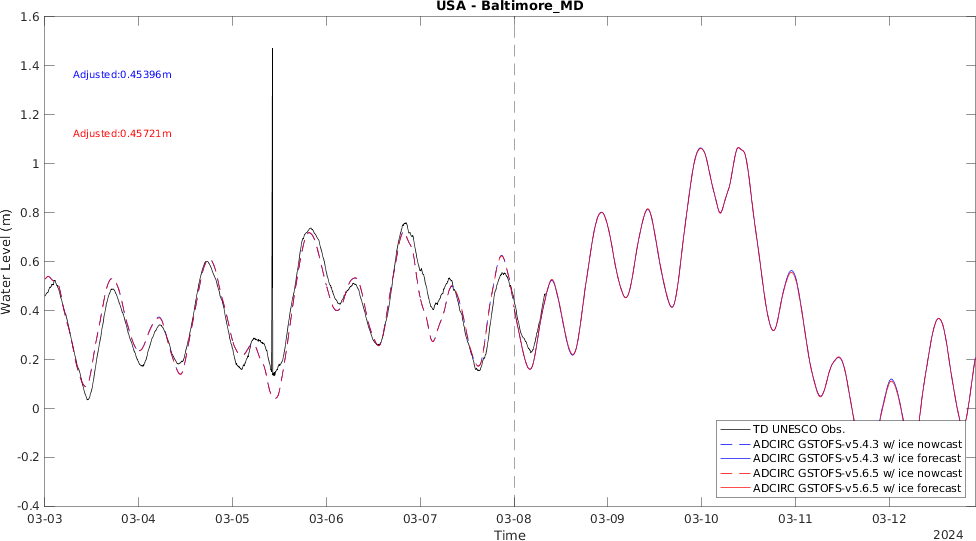 USA - Baltimore_MD
1.6
1.4
1.2
1
0.8
0.6
0.4
0.2
0
-0.2
-0.4
Water Level (m)
Adjusted:0.45396m
Adjusted:0.45721m
TD UNESCO Obs.
ADCIRC GSTOFS-v5.4.3 w/ ice nowcast
ADCIRC GSTOFS-v5.4.3 w/ ice forecast
ADCIRC GSTOFS-v5.6.5 w/ ice nowcast
ADCIRC GSTOFS-v5.6.5 w/ ice forecast
03-03 03-04 03-05 03-06 03-07 03-08 03-09 03-10 03-11 03-12
Time
2024